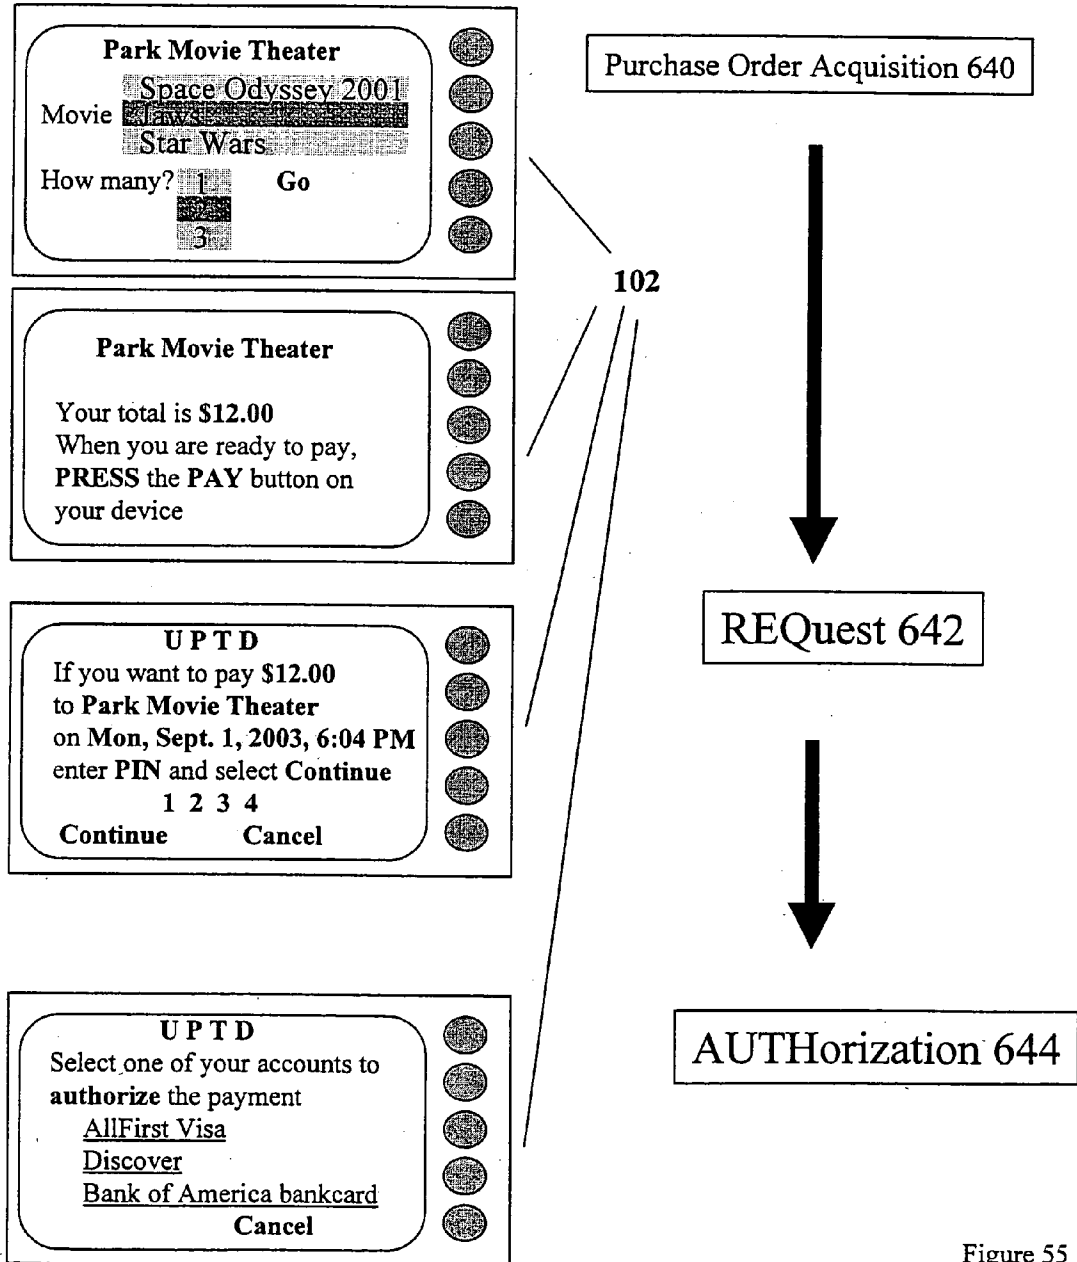 Park Movie Theater
Space Odyssey 2001
Movie Jaws
Star Wars
How many? 1 Go
2
3
Park Movie Theater
Your total is $12.00
When you are ready to pay,
PRESS the PAY button on
your device
U P T D
If you want to pay $12.00
to Park Movie Theater
on Mon, Sept. 1, 2003, 6:04 PM
enter PIN and select Continue
1 2 3 4
Continue Cancel
U P T D
Select one of your accounts to
authorize the payment
AllFirst Visa
Discover
Bank of America bankcard
Cancel
102
Purchase Order Acquisition 640
REQuest 642
AUTHorization 644
Figure 55